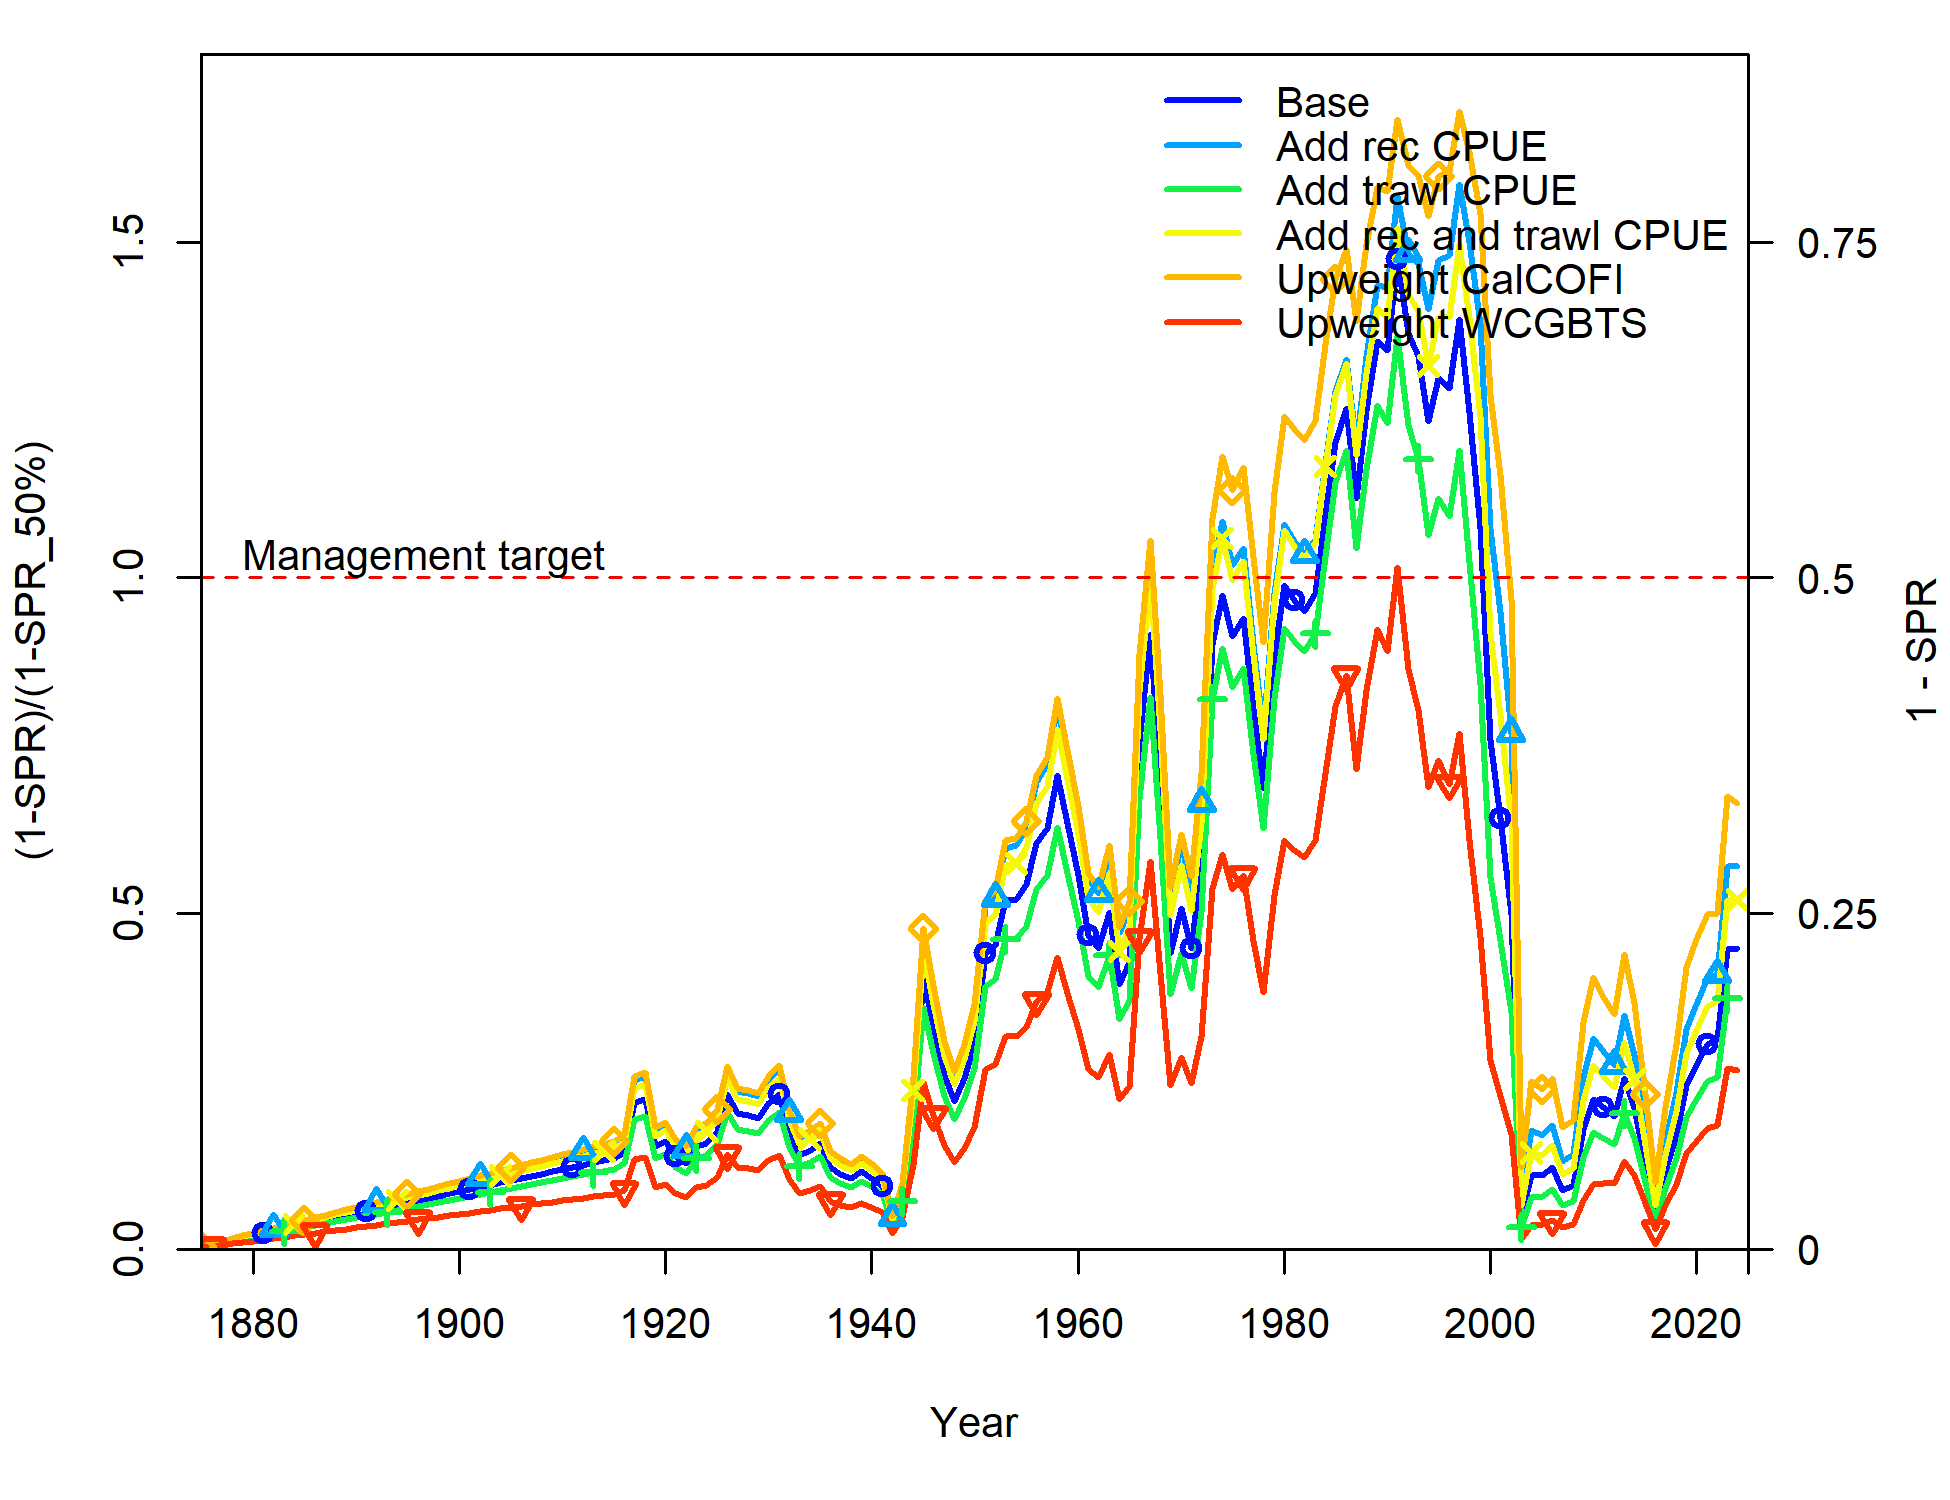 Base
Add rec CPUE
Add trawl CPUE
Add rec and trawl CPUE
Upweight CalCOFI
Upweight WCGBTS
Management target
(1-SPR)/(1-SPR_50%)
0.0
0.5
1.0
1.5
1 - SPR
0
0.25
0.5
0.75
1880 1900 1920 1940 1960 1980 2000 2020
Year